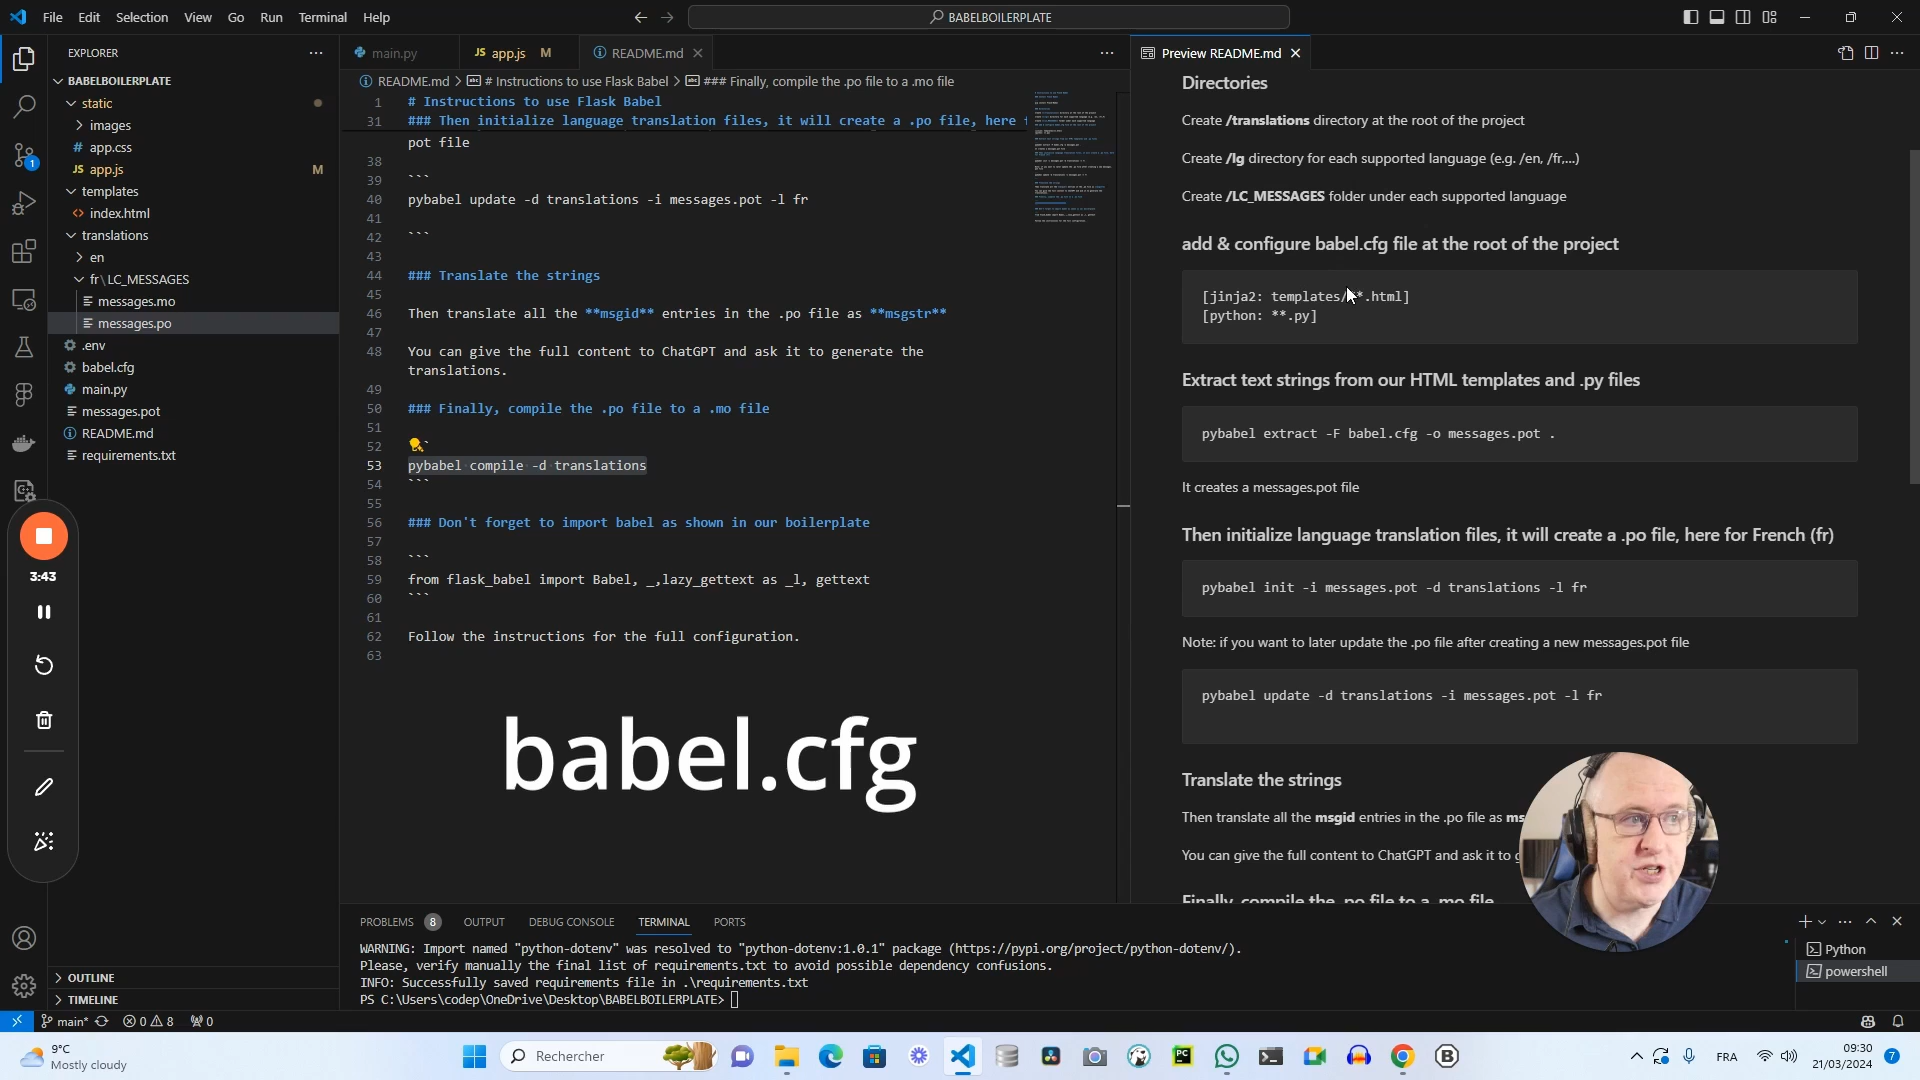 File Edit Selection View Go Run Terminal Help
BABELBOILERPLATE
EXPLORER
BABELBOILERPLATE
static
images
app.css
app.js M
templates
index.html
translations
en
fr\LC_MESSAGES
messages.mo
messages.po
.env
babel.cfg
main.py
messages.pot
README.md
requirements.txt
OUTLINE
TIMELINE
1
3:43
main.py
JS app.js M
README.md
README.md > # Instructions to use Flask Babel > ### Finally, compile the .po file to a .mo file
1 # Instructions to use Flask Babel
31 ### Then initialize language translation files, it will create a .po file, here f
pot file
38
39 ```
40 pybabel update -d translations -i messages.pot -l fr
41
42 ```
43
44 ### Translate the strings
45
46 Then translate all the **msgid** entries in the .po file as **msgstr**
47
48 You can give the full content to ChatGPT and ask it to generate the
translations.
49
50 ### Finally, compile the .po file to a .mo file
51
52 `
53 pybabel compile -d translations
54 ```
55
56 ### Don't forget to import babel as shown in our boilerplate
57
58 ```
59 from flask_babel import Babel, _,lazy_gettext as _l, gettext
60 ```
61
62 Follow the instructions for the full configuration.
63
babel.cfg
Preview README.md
Directories
Create /translations directory at the root of the project
Create /lg directory for each supported language (e.g. /en, /fr,...)
Create /LC_MESSAGES folder under each supported language
add & configure babel.cfg file at the root of the project
[jinja2: templates/**.html]
[python: **.py]
Extract text strings from our HTML templates and .py files
pybabel extract -F babel.cfg -o messages.pot .
It creates a messages.pot file
Then initialize language translation files, it will create a .po file, here for French (fr)
pybabel init -i messages.pot -d translations -l fr
Note: if you want to later update the .po file after creating a new messages.pot file
pybabel update -d translations -i messages.pot -l fr
Translate the strings
Then translate all the msgid entries in the .po file as ms
You can give the full content to ChatGPT and ask it to g
Finally, compile the .po file to a .mo file
PROBLEMS 8 OUTPUT DEBUG CONSOLE TERMINAL PORTS
WARNING: Import named "python-dotenv" was resolved to "python-dotenv:1.0.1" package (https://pypi.org/project/python-dotenv/).
Please, verify manually the final list of requirements.txt to avoid possible dependency confusions.
INFO: Successfully saved requirements file in .\requirements.txt
PS C:\Users\codep\OneDrive\Desktop\BABELBOILERPLATE>
Python
powershell
main* 0 8 0
9°C
Mostly cloudy
Rechercher
FRA
09:30
21/03/2024
7